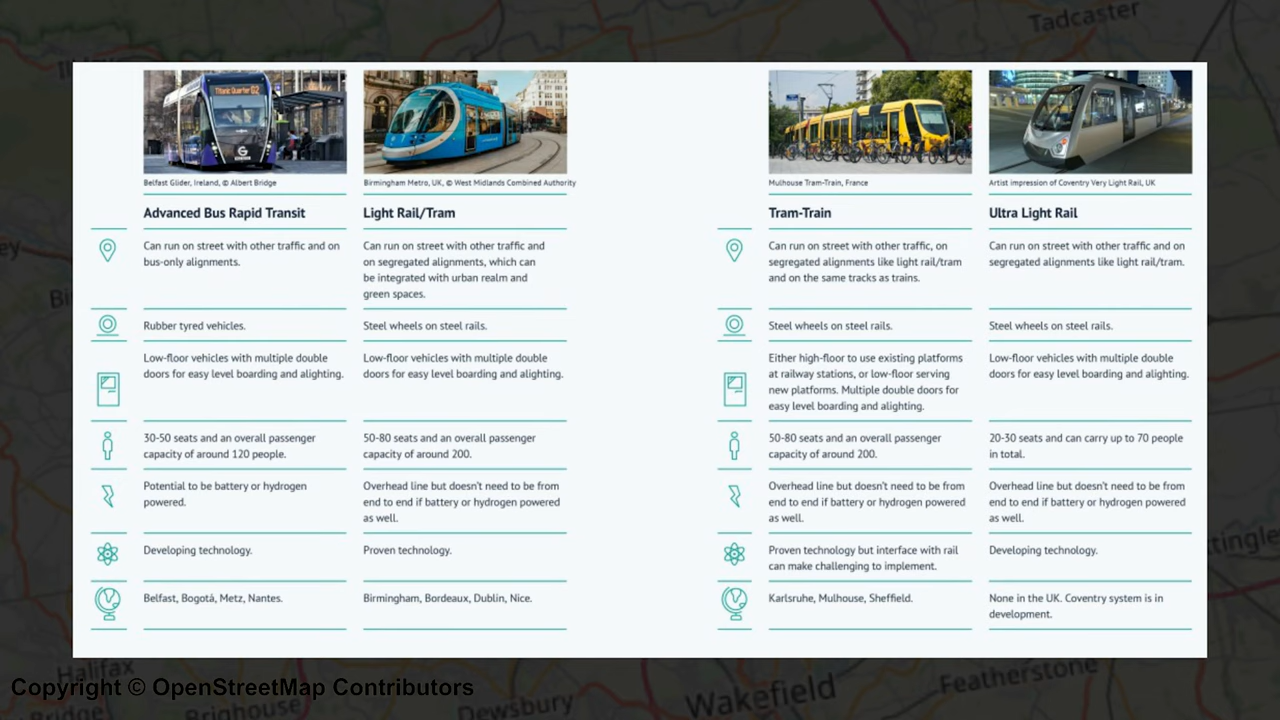 Tadcaster
Titanic Quarter G2
Belfast Glider, Ireland, © Albert Bridge
Birmingham Metro, UK, © West Midlands Combined Authority
Mulhouse Tram-Train, France
Artist impression of Coventry Very Light Rail, UK
Advanced Bus Rapid Transit
Light Rail/Tram
Tram-Train
Ultra Light Rail
Can run on street with other traffic and on
bus-only alignments.
Can run on street with other traffic and
on segregated alignments, which can
be integrated with urban realm and
green spaces.
Can run on street with other traffic, on
segregated alignments like light rail/tram
and on the same tracks as trains.
Can run on street with other traffic and on
segregated alignments like light rail/tram.
Rubber tyred vehicles.
Steel wheels on steel rails.
Steel wheels on steel rails.
Steel wheels on steel rails.
Low-floor vehicles with multiple double
doors for easy level boarding and alighting.
Low-floor vehicles with multiple double
doors for easy level boarding and alighting.
Either high-floor to use existing platforms
at railway stations, or low-floor serving
new platforms. Multiple double doors for
easy level boarding and alighting.
Low-floor vehicles with multiple double
doors for easy level boarding and alighting.
30-50 seats and an overall passenger
capacity of around 120 people.
50-80 seats and an overall passenger
capacity of around 200.
50-80 seats and an overall passenger
capacity of around 200.
20-30 seats and can carry up to 70 people
in total.
Potential to be battery or hydrogen
powered.
Overhead line but doesn't need to be from
end to end if battery or hydrogen powered
as well.
Overhead line but doesn't need to be from
end to end if battery or hydrogen powered
as well.
Overhead line but doesn't need to be from
end to end if battery or hydrogen powered
as well.
Developing technology.
Proven technology.
Proven technology but interface with rail
can make challenging to implement.
Developing technology.
Belfast, Bogotá, Metz, Nantes.
Birmingham, Bordeaux, Dublin, Nice.
Karlsruhe, Mulhouse, Sheffield.
None in the UK. Coventry system is in
development.
Halifax
Copyright © OpenStreetMap Contributors
Bridge
Brighouse
Dewsbury
Wakefield
Featherstone